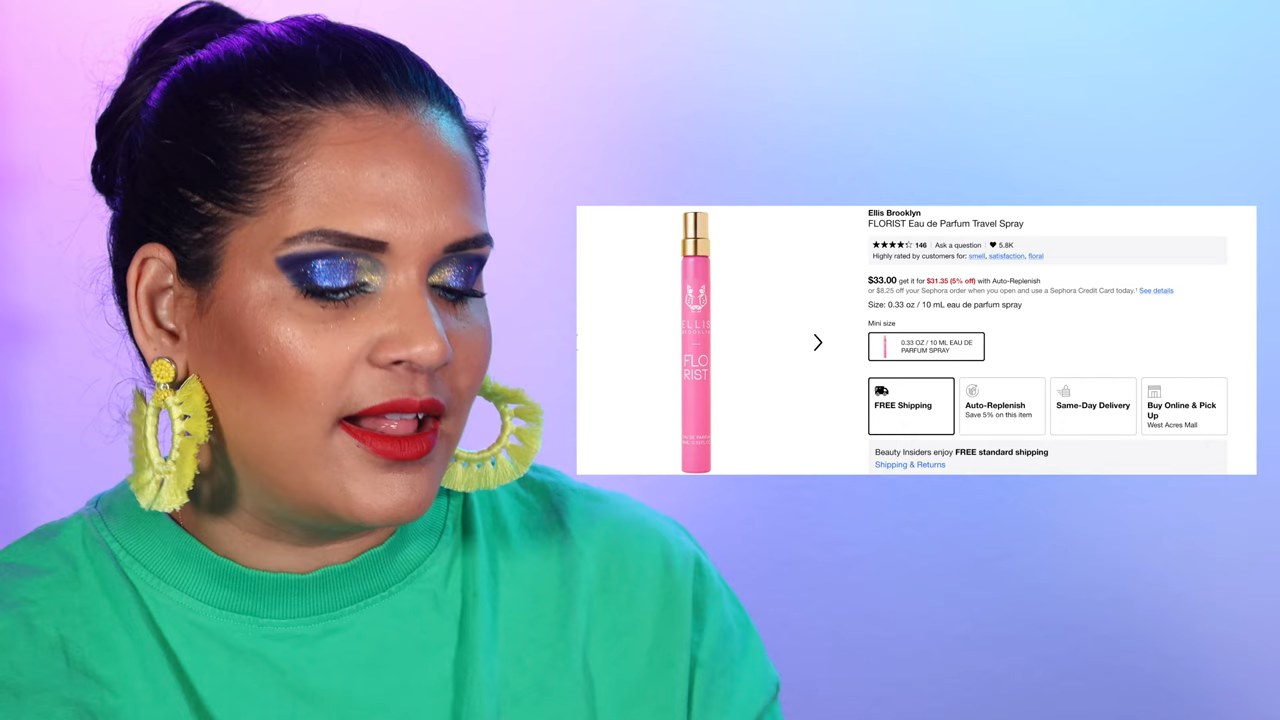 ELLIS
BROOKLYN
FLO
RIST
Ellis Brooklyn
FLORIST Eau de Parfum Travel Spray
146 Ask a question 5.8K
Highly rated by customers for: smell, satisfaction, floral
$33.00 get it for $31.35 (5% off) with Auto-Replenish
or $8.25 off your Sephora order when you open and use a Sephora Credit Card today.¹ See details
Size: 0.33 oz / 10 mL eau de parfum spray
Mini size
0.33 OZ / 10 ML EAU DE
PARFUM SPRAY
FREE Shipping
Auto-Replenish
Save 5% on this item
Same-Day Delivery
Buy Online & Pick
Up
West Acres Mall
Beauty Insiders enjoy FREE standard shipping
Shipping & Returns